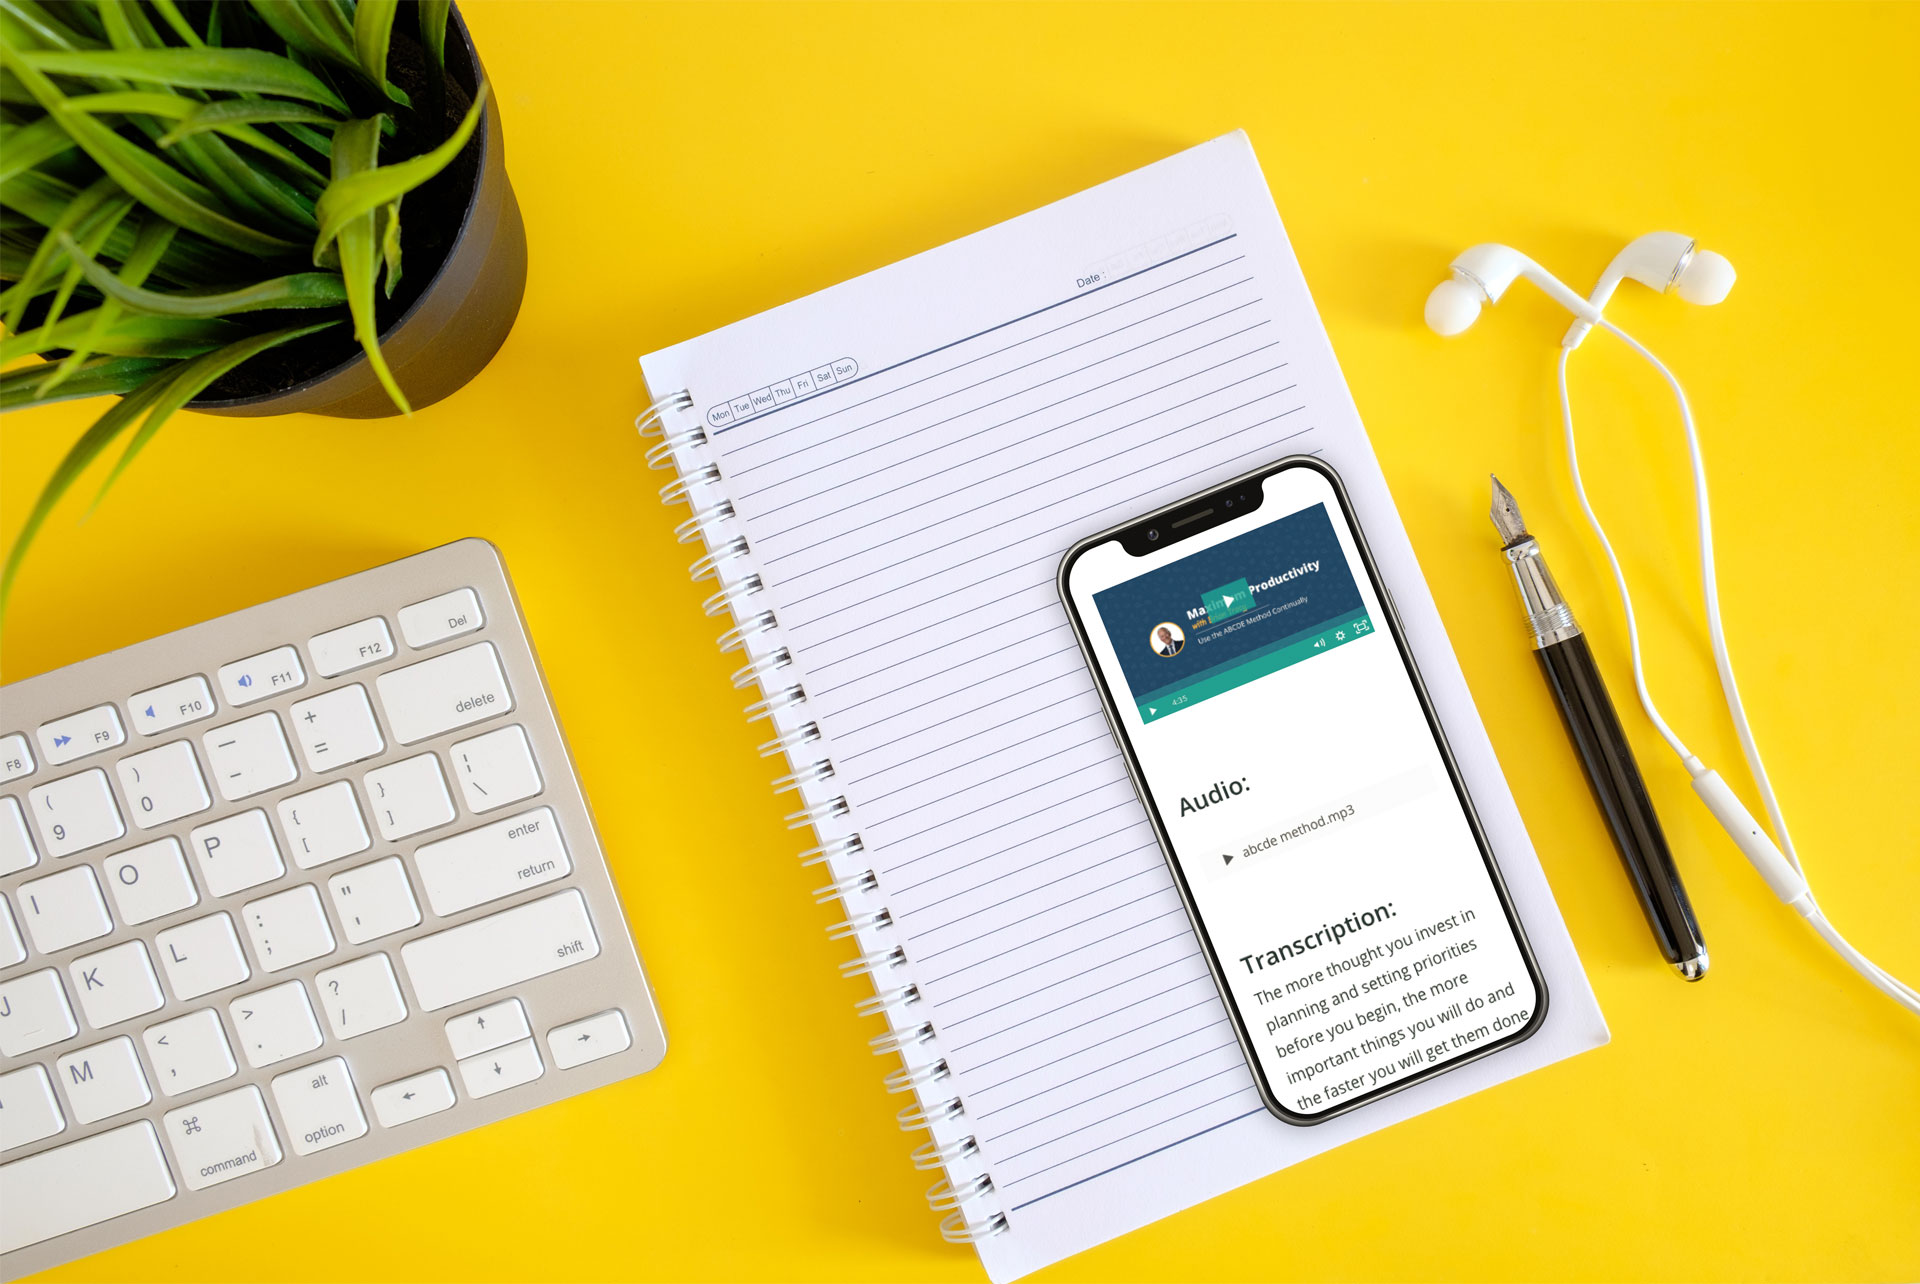 Date :
Mon Tue Wed Thu Fri Sat Sun
Productivity
with
Use the ABCDE Method Continually
4:35
Audio:
abcde method.mp3
Transcription:
The more thought you invest in
planning and setting priorities
before you begin, the more
important things you will do and
the faster you will get them done
Del
F12
F11
F10
F9
F8
delete
+ =
— -
) 0
( 9
¦ \
} ]
{ [
P
O
I
enter
return
" '
: ;
L
K
J
shift
? /
> .
< ,
M
alt
option
⌘
command